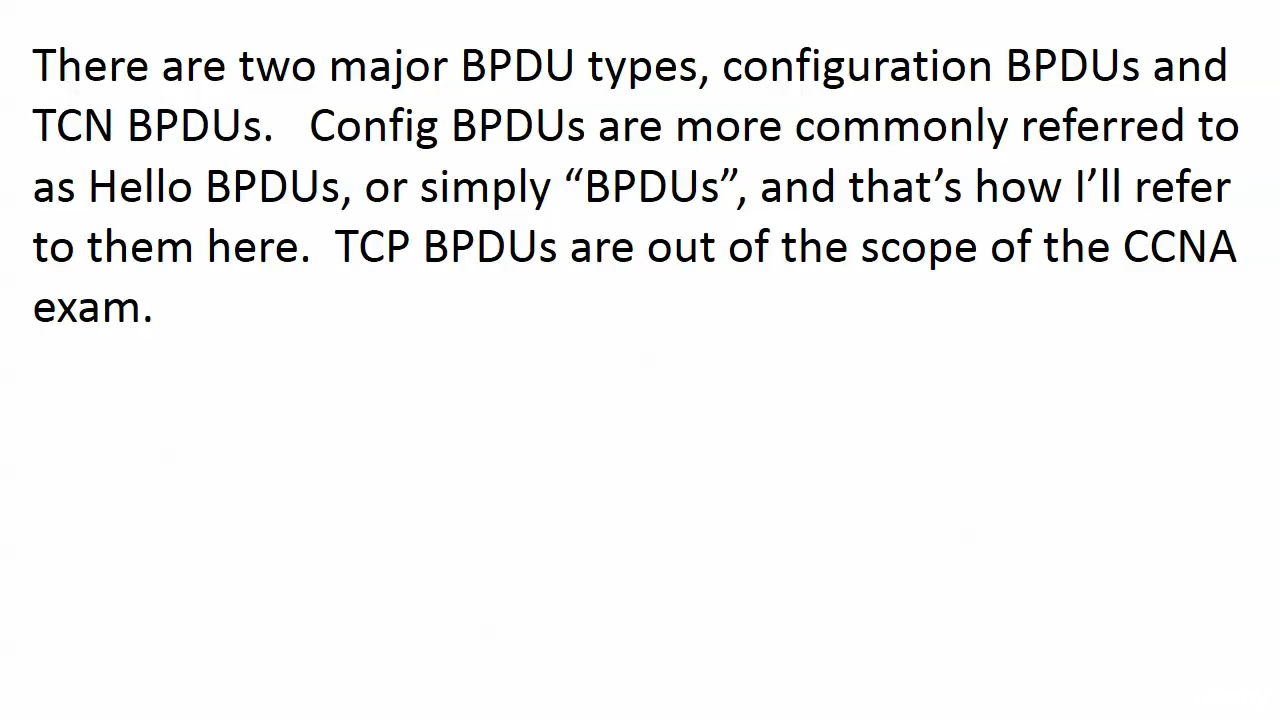 There are two major BPDU types, configuration BPDUs and
TCN BPDUs.   Config BPDUs are more commonly referred to
as Hello BPDUs, or simply “BPDUs”, and that’s how I’ll refer
to them here.  TCP BPDUs are out of the scope of the CCNA
exam.